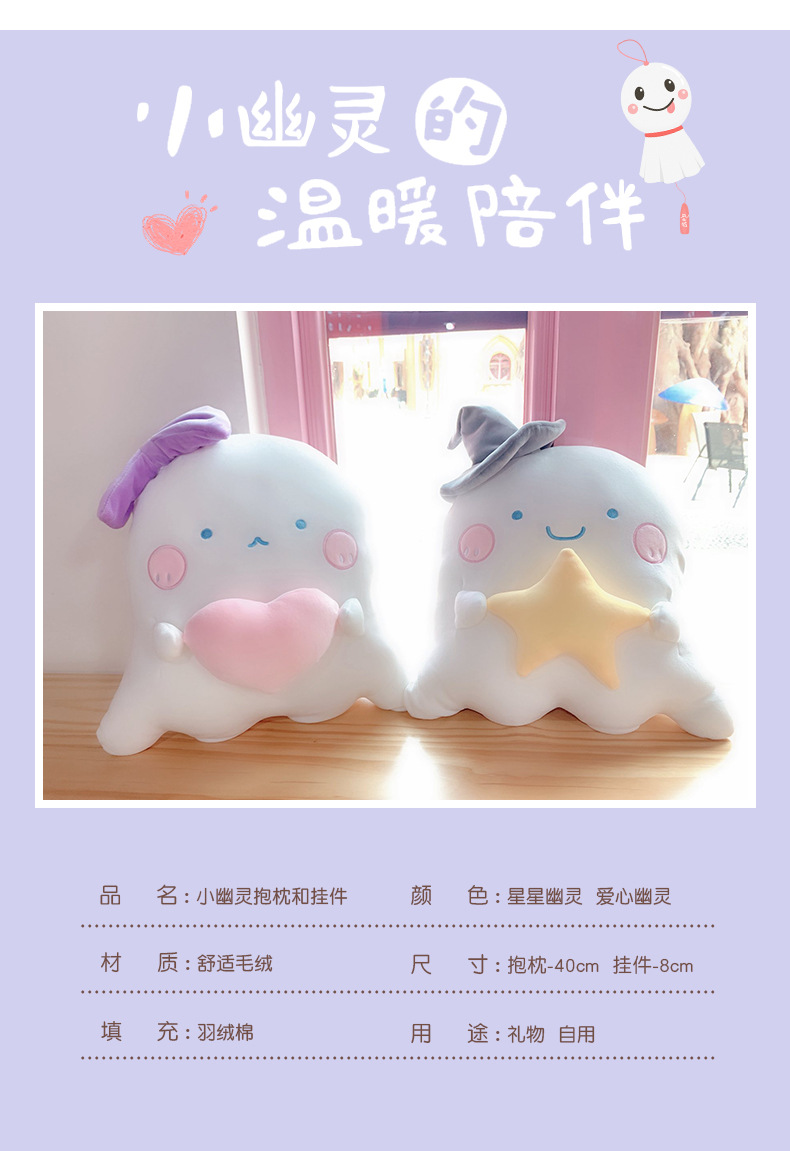 小幽灵的
温暖陪伴
品 名：小幽灵抱枕和挂件 颜 色：星星幽灵 爱心幽灵
材 质：舒适毛绒 尺 寸：抱枕-40cm 挂件-8cm
填 充：羽绒棉 用 途：礼物 自用